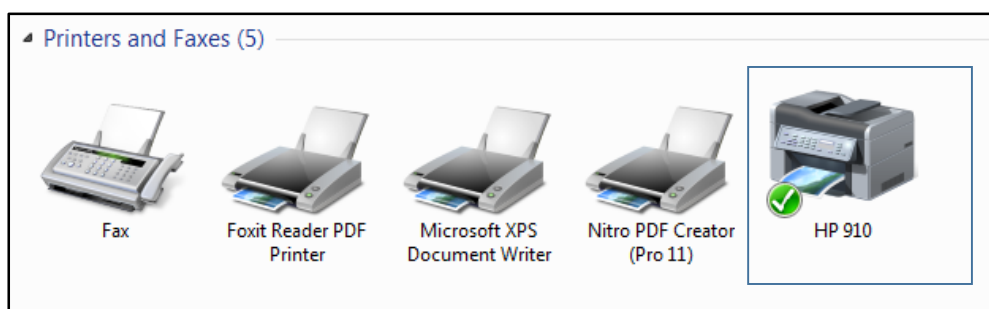 Printers and Faxes (5)
Fax
Foxit Reader PDF
Printer
Microsoft XPS
Document Writer
Nitro PDF Creator
(Pro 11)
HP 910